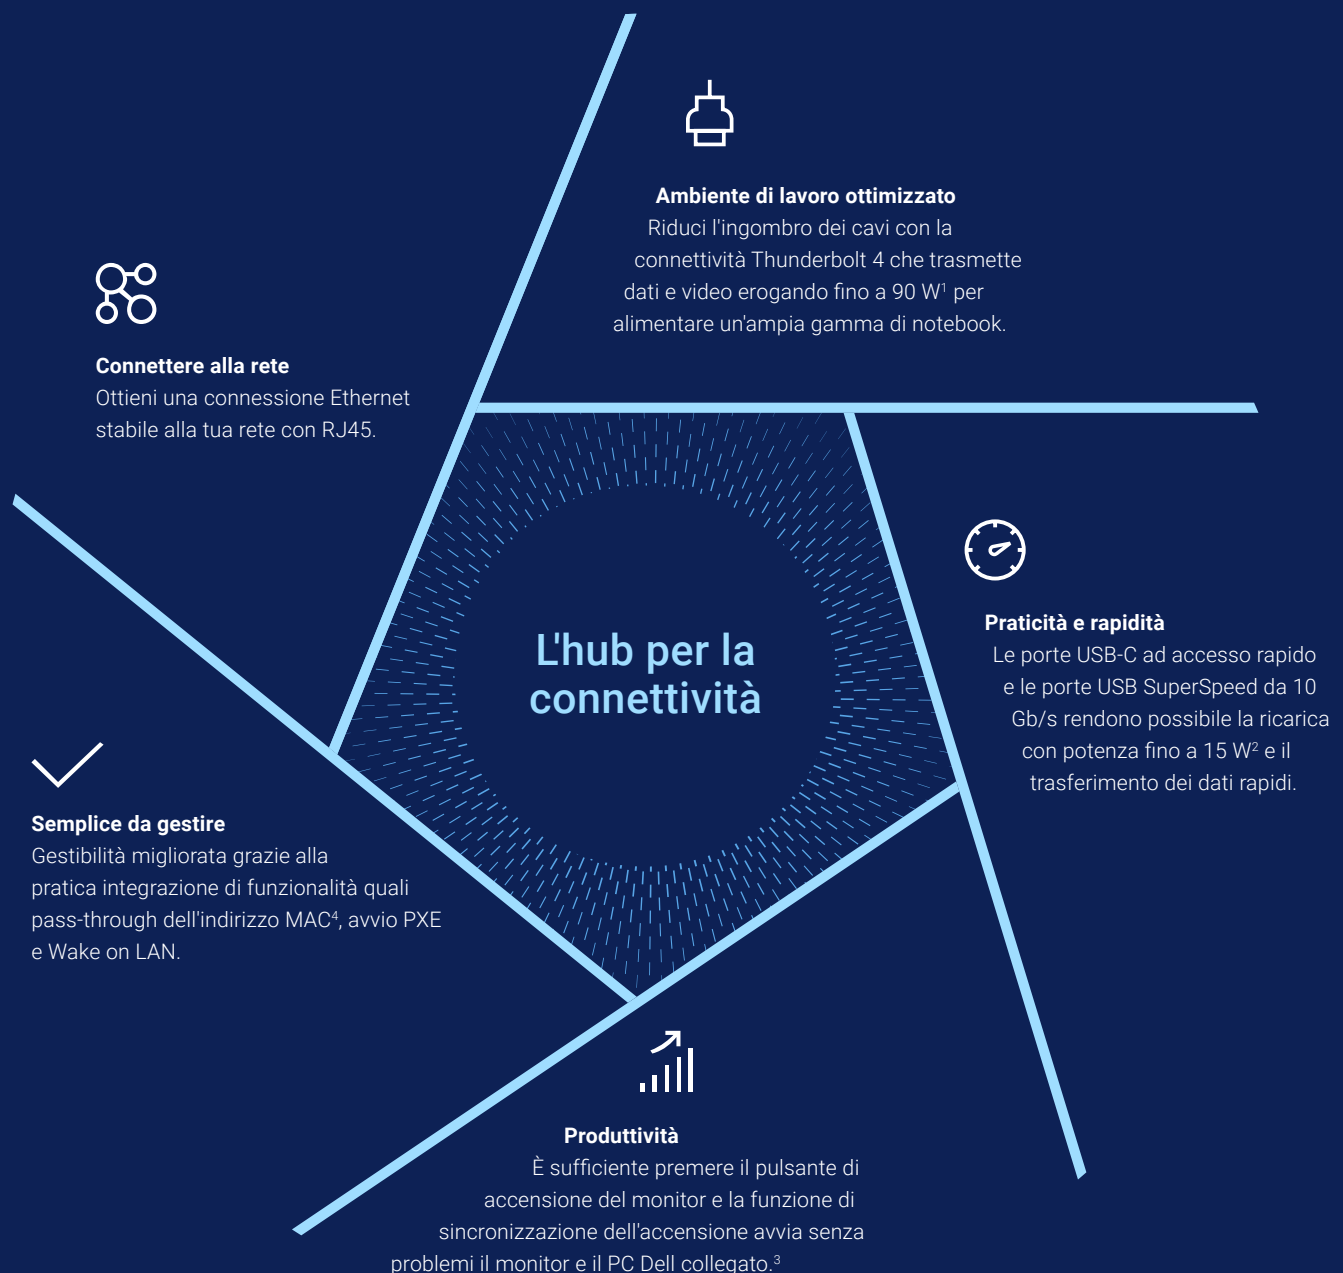 Ambiente di lavoro ottimizzato
Riduci l'ingombro dei cavi con la
connettività Thunderbolt 4 che trasmette
dati e video erogando fino a 90 W¹ per
alimentare un'ampia gamma di notebook.
Connettere alla rete
Ottieni una connessione Ethernet
stabile alla tua rete con RJ45.
L'hub per la
connettività
Praticità e rapidità
Le porte USB-C ad accesso rapido
e le porte USB SuperSpeed da 10
Gb/s rendono possibile la ricarica
con potenza fino a 15 W² e il
trasferimento dei dati rapidi.
Semplice da gestire
Gestibilità migliorata grazie alla
pratica integrazione di funzionalità quali
pass-through dell'indirizzo MAC⁴, avvio PXE
e Wake on LAN.
Produttività
È sufficiente premere il pulsante di
accensione del monitor e la funzione di
sincronizzazione dell'accensione avvia senza
problemi il monitor e il PC Dell collegato.³